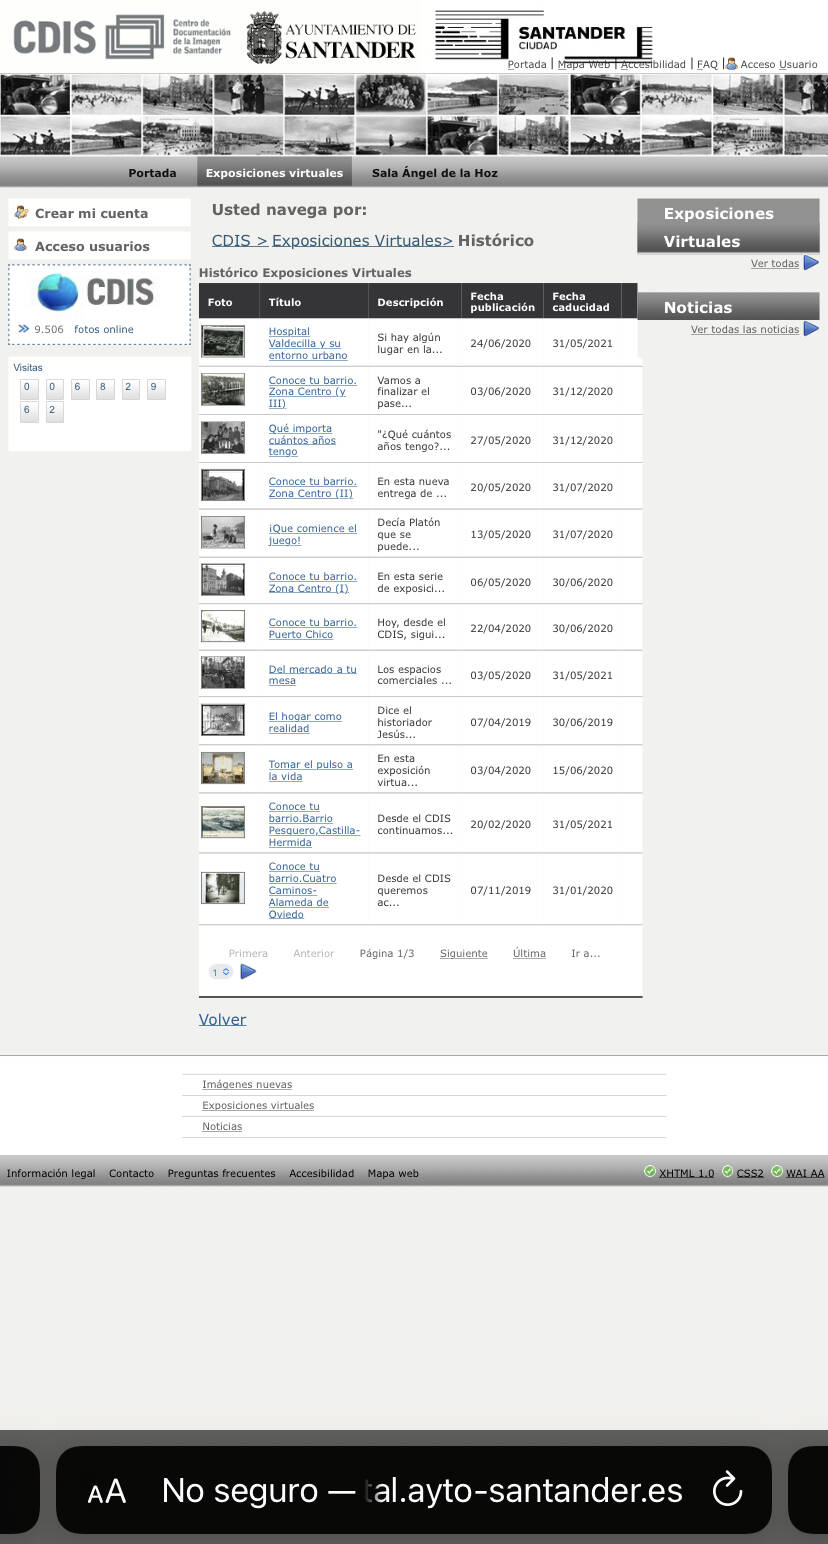 CDIS
Centro de
Documentación
de la Imagen
de Santander
AYUNTAMIENTO DE
SANTANDER
SANTANDER
CIUDAD
Portada | Mapa Web | Accesibilidad | FAQ | Acceso Usuario
Portada Exposiciones virtuales Sala Ángel de la Hoz
Crear mi cuenta
Acceso usuarios
CDIS
9.506 fotos online
Visitas
0 0 6 8 2 9
6 2
Usted navega por:
CDIS > Exposiciones Virtuales> Histórico
Histórico Exposiciones Virtuales
Foto Título Descripción Fecha publicación Fecha caducidad
Hospital
Valdecilla y su
entorno urbano
Si hay algún
lugar en la...
24/06/2020 31/05/2021
Conoce tu barrio.
Zona Centro (y
III)
Vamos a
finalizar el
pase...
03/06/2020 31/12/2020
Qué importa
cuántos años
tengo
"¿Qué cuántos
años tengo?...
27/05/2020 31/12/2020
Conoce tu barrio.
Zona Centro (II)
En esta nueva
entrega de ...
20/05/2020 31/07/2020
¡Que comience el
juego!
Decía Platón
que se
puede...
13/05/2020 31/07/2020
Conoce tu barrio.
Zona Centro (I)
En esta serie
de exposici...
06/05/2020 30/06/2020
Conoce tu barrio.
Puerto Chico
Hoy, desde el
CDIS, sigui...
22/04/2020 30/06/2020
Del mercado a tu
mesa
Los espacios
comerciales ...
03/05/2020 31/05/2021
El hogar como
realidad
Dice el
historiador
Jesús...
07/04/2019 30/06/2019
Tomar el pulso a
la vida
En esta
exposición
virtua...
03/04/2020 15/06/2020
Conoce tu
barrio.Barrio
Pesquero,Castilla-
Hermida
Desde el CDIS
continuamos...
20/02/2020 31/05/2021
Conoce tu
barrio.Cuatro
Caminos-
Alameda de
Oviedo
Desde el CDIS
queremos
ac...
07/11/2019 31/01/2020
Primera Anterior Página 1/3 Siguiente Última Ir a...
1
Volver
Exposiciones
Virtuales
Ver todas
Noticias
Ver todas las noticias
Imágenes nuevas
Exposiciones virtuales
Noticias
Información legal Contacto Preguntas frecuentes Accesibilidad Mapa web XHTML 1.0 CSS2 WAI AA
AA No seguro — tal.ayto-santander.es